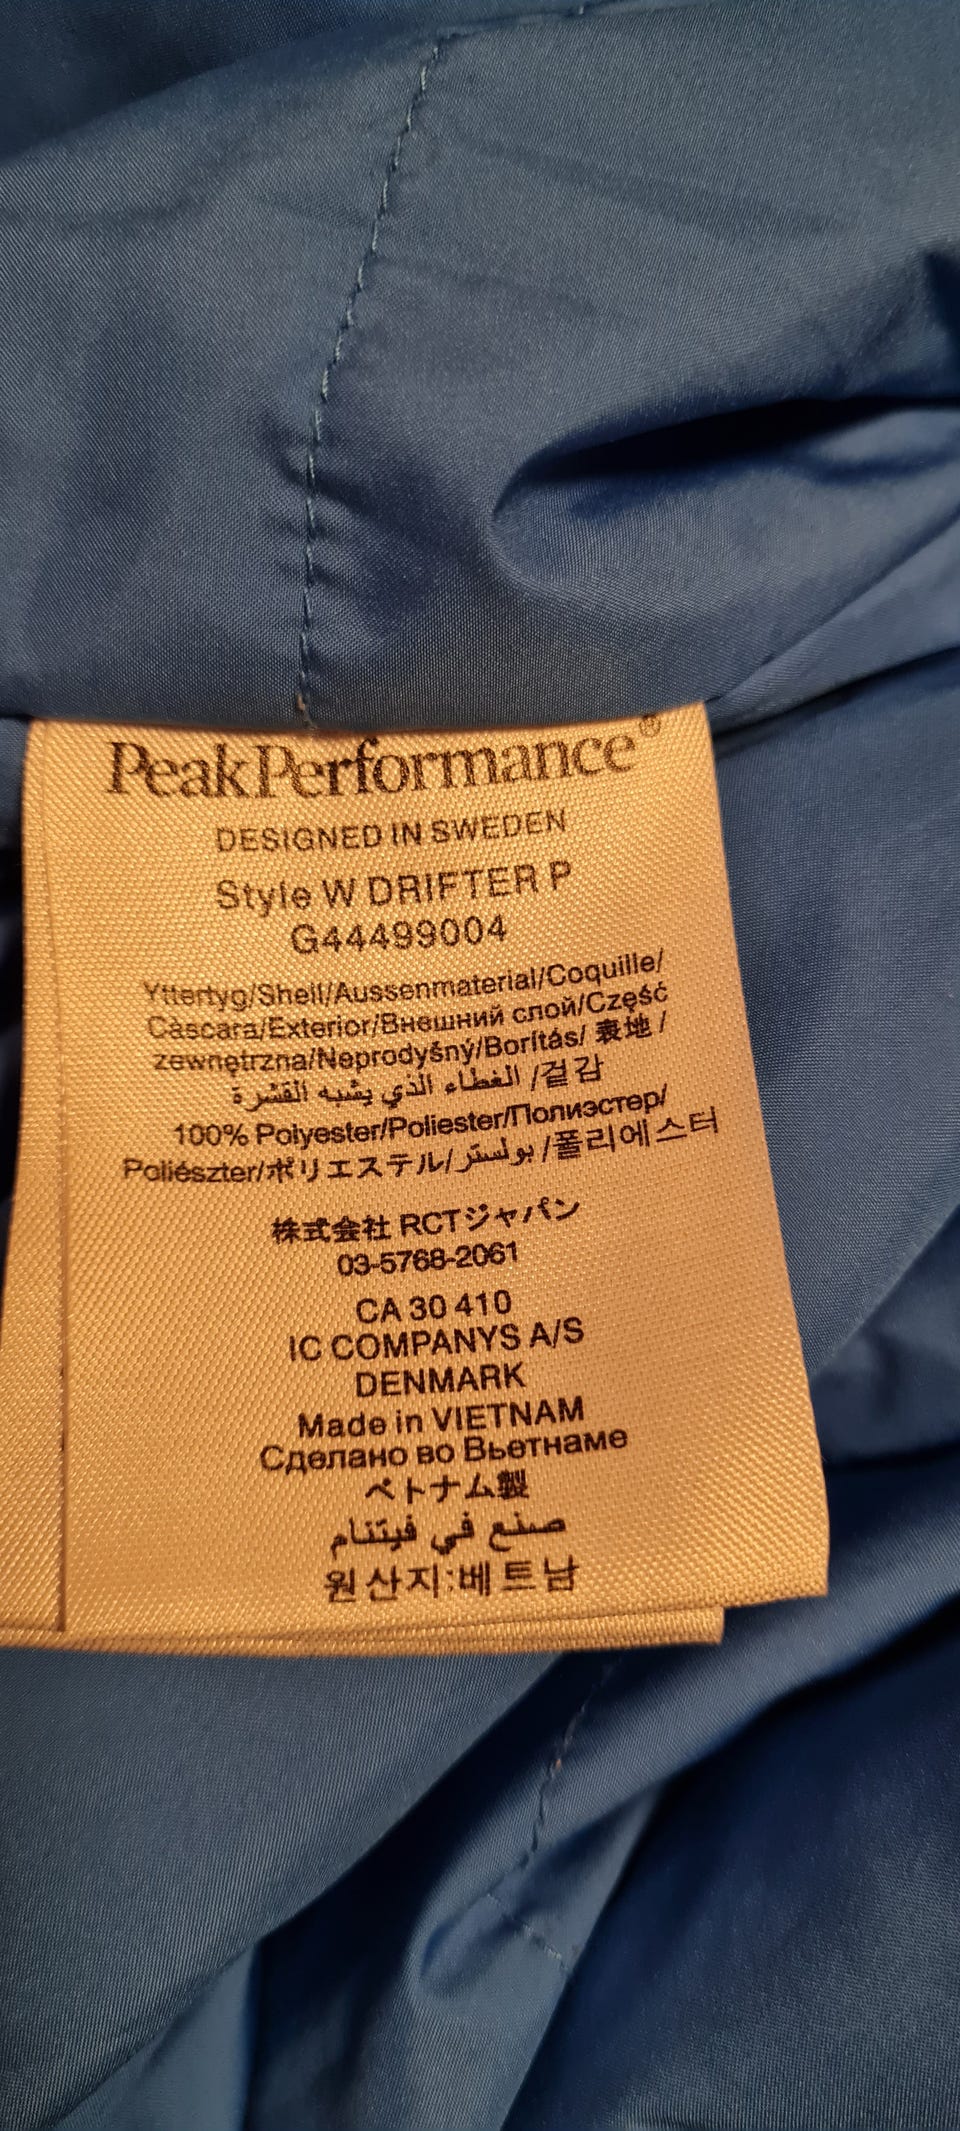 PeakPerformance®
DESIGNED IN SWEDEN
Style W DRIFTER P
G44499004
Yttertyg/Shell/Aussenmaterial/Coquille/
Càscara/Exterior/Внешний слой/Część
zewnętrzna/Neprodyšný/Borítás/ 表地 /
الغطاء الذي يشبه القشرة /겉감
100% Polyester/Poliester/Полиэстер/
Poliészter/ポリエステル/بولستر/폴리에스터
株式会社 RCTジャパン
03-5768-2061
CA 30 410
IC COMPANYS A/S
DENMARK
Made in VIETNAM
Сделано во Вьетнаме
ベトナム製
صنع في فيتنام
원산지:베트남